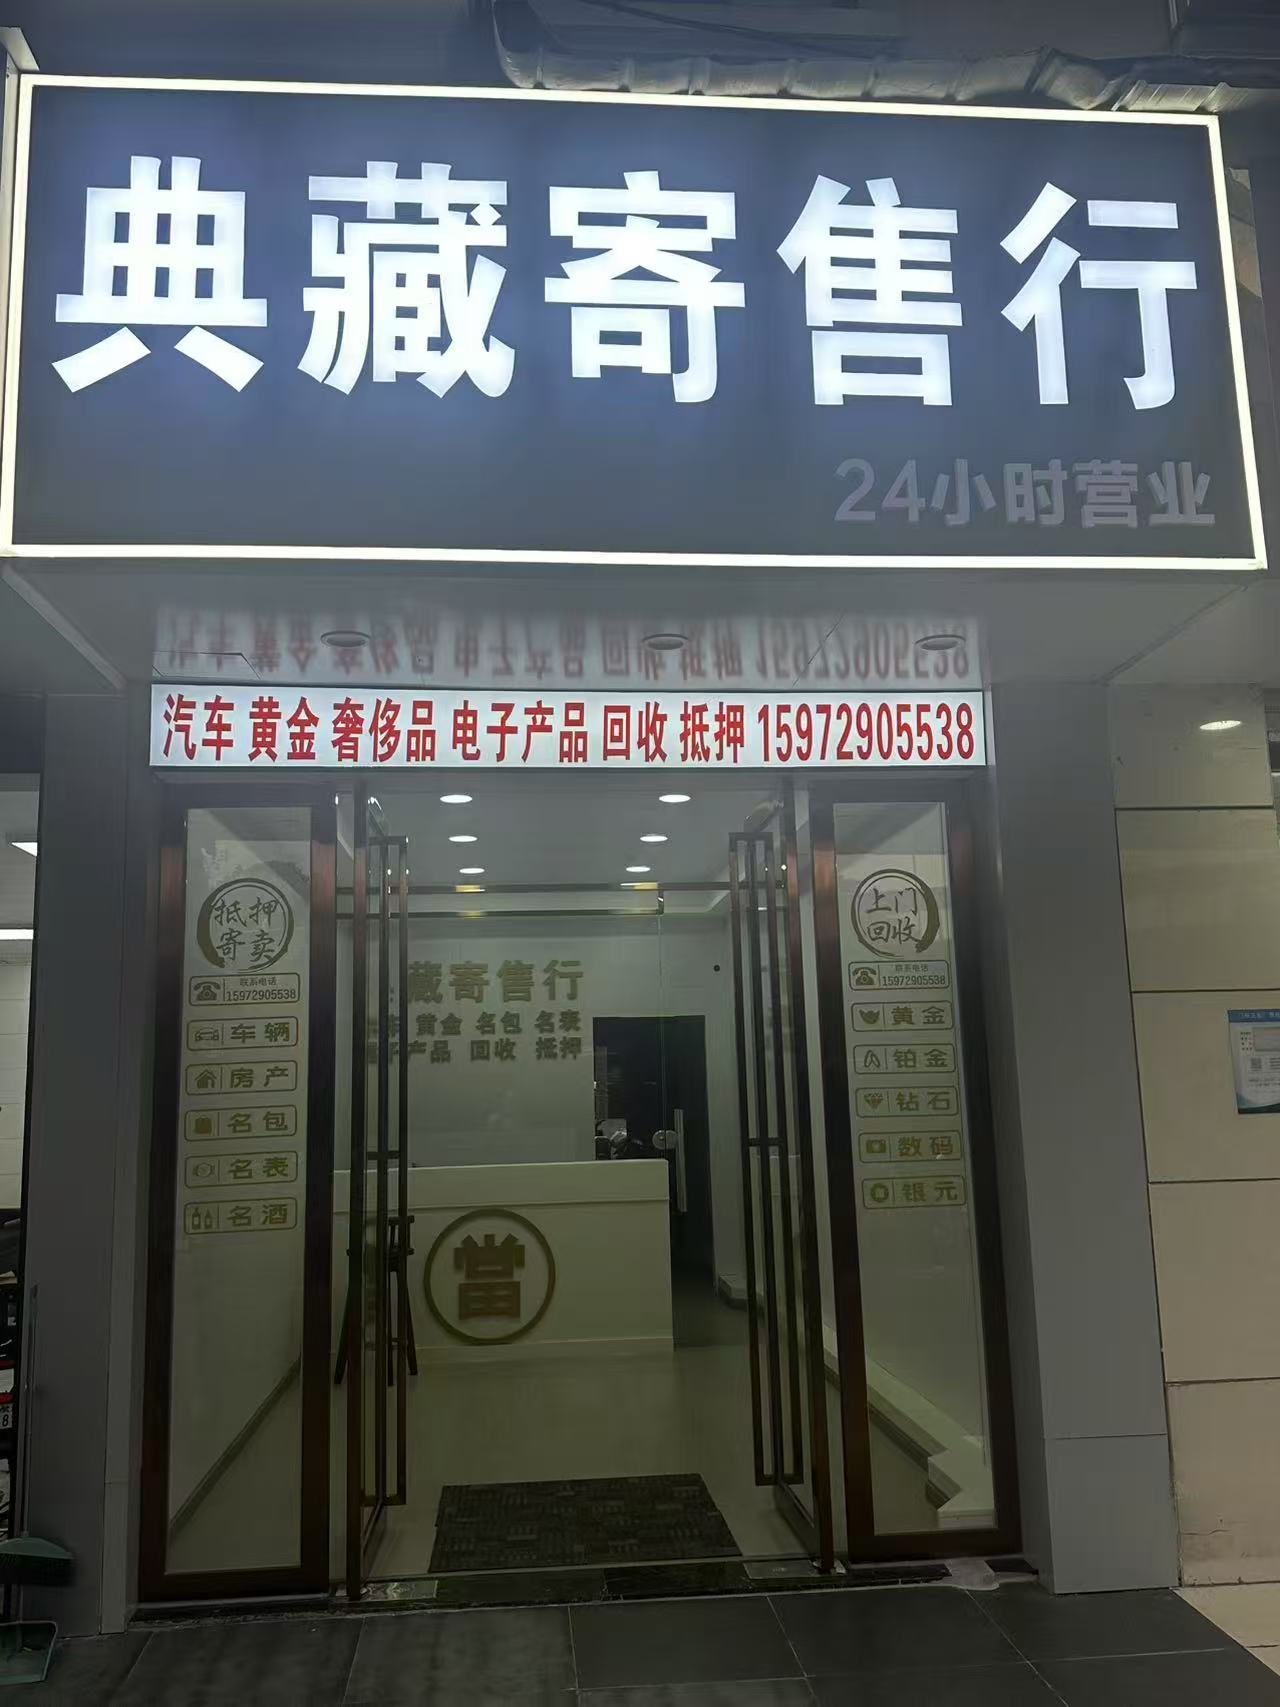 典藏寄售行
24小时营业
汽车 黄金 奢侈品 电子产品 回收 抵押 15972905538
抵押
寄卖
联系电话
15972905538
车辆
房产
名包
名表
名酒
藏寄售行
黄金 名包 名表
子产品 回收 抵押
當
上门
回收
联系电话
15972905538
黄金
铂金
钻石
数码
银元